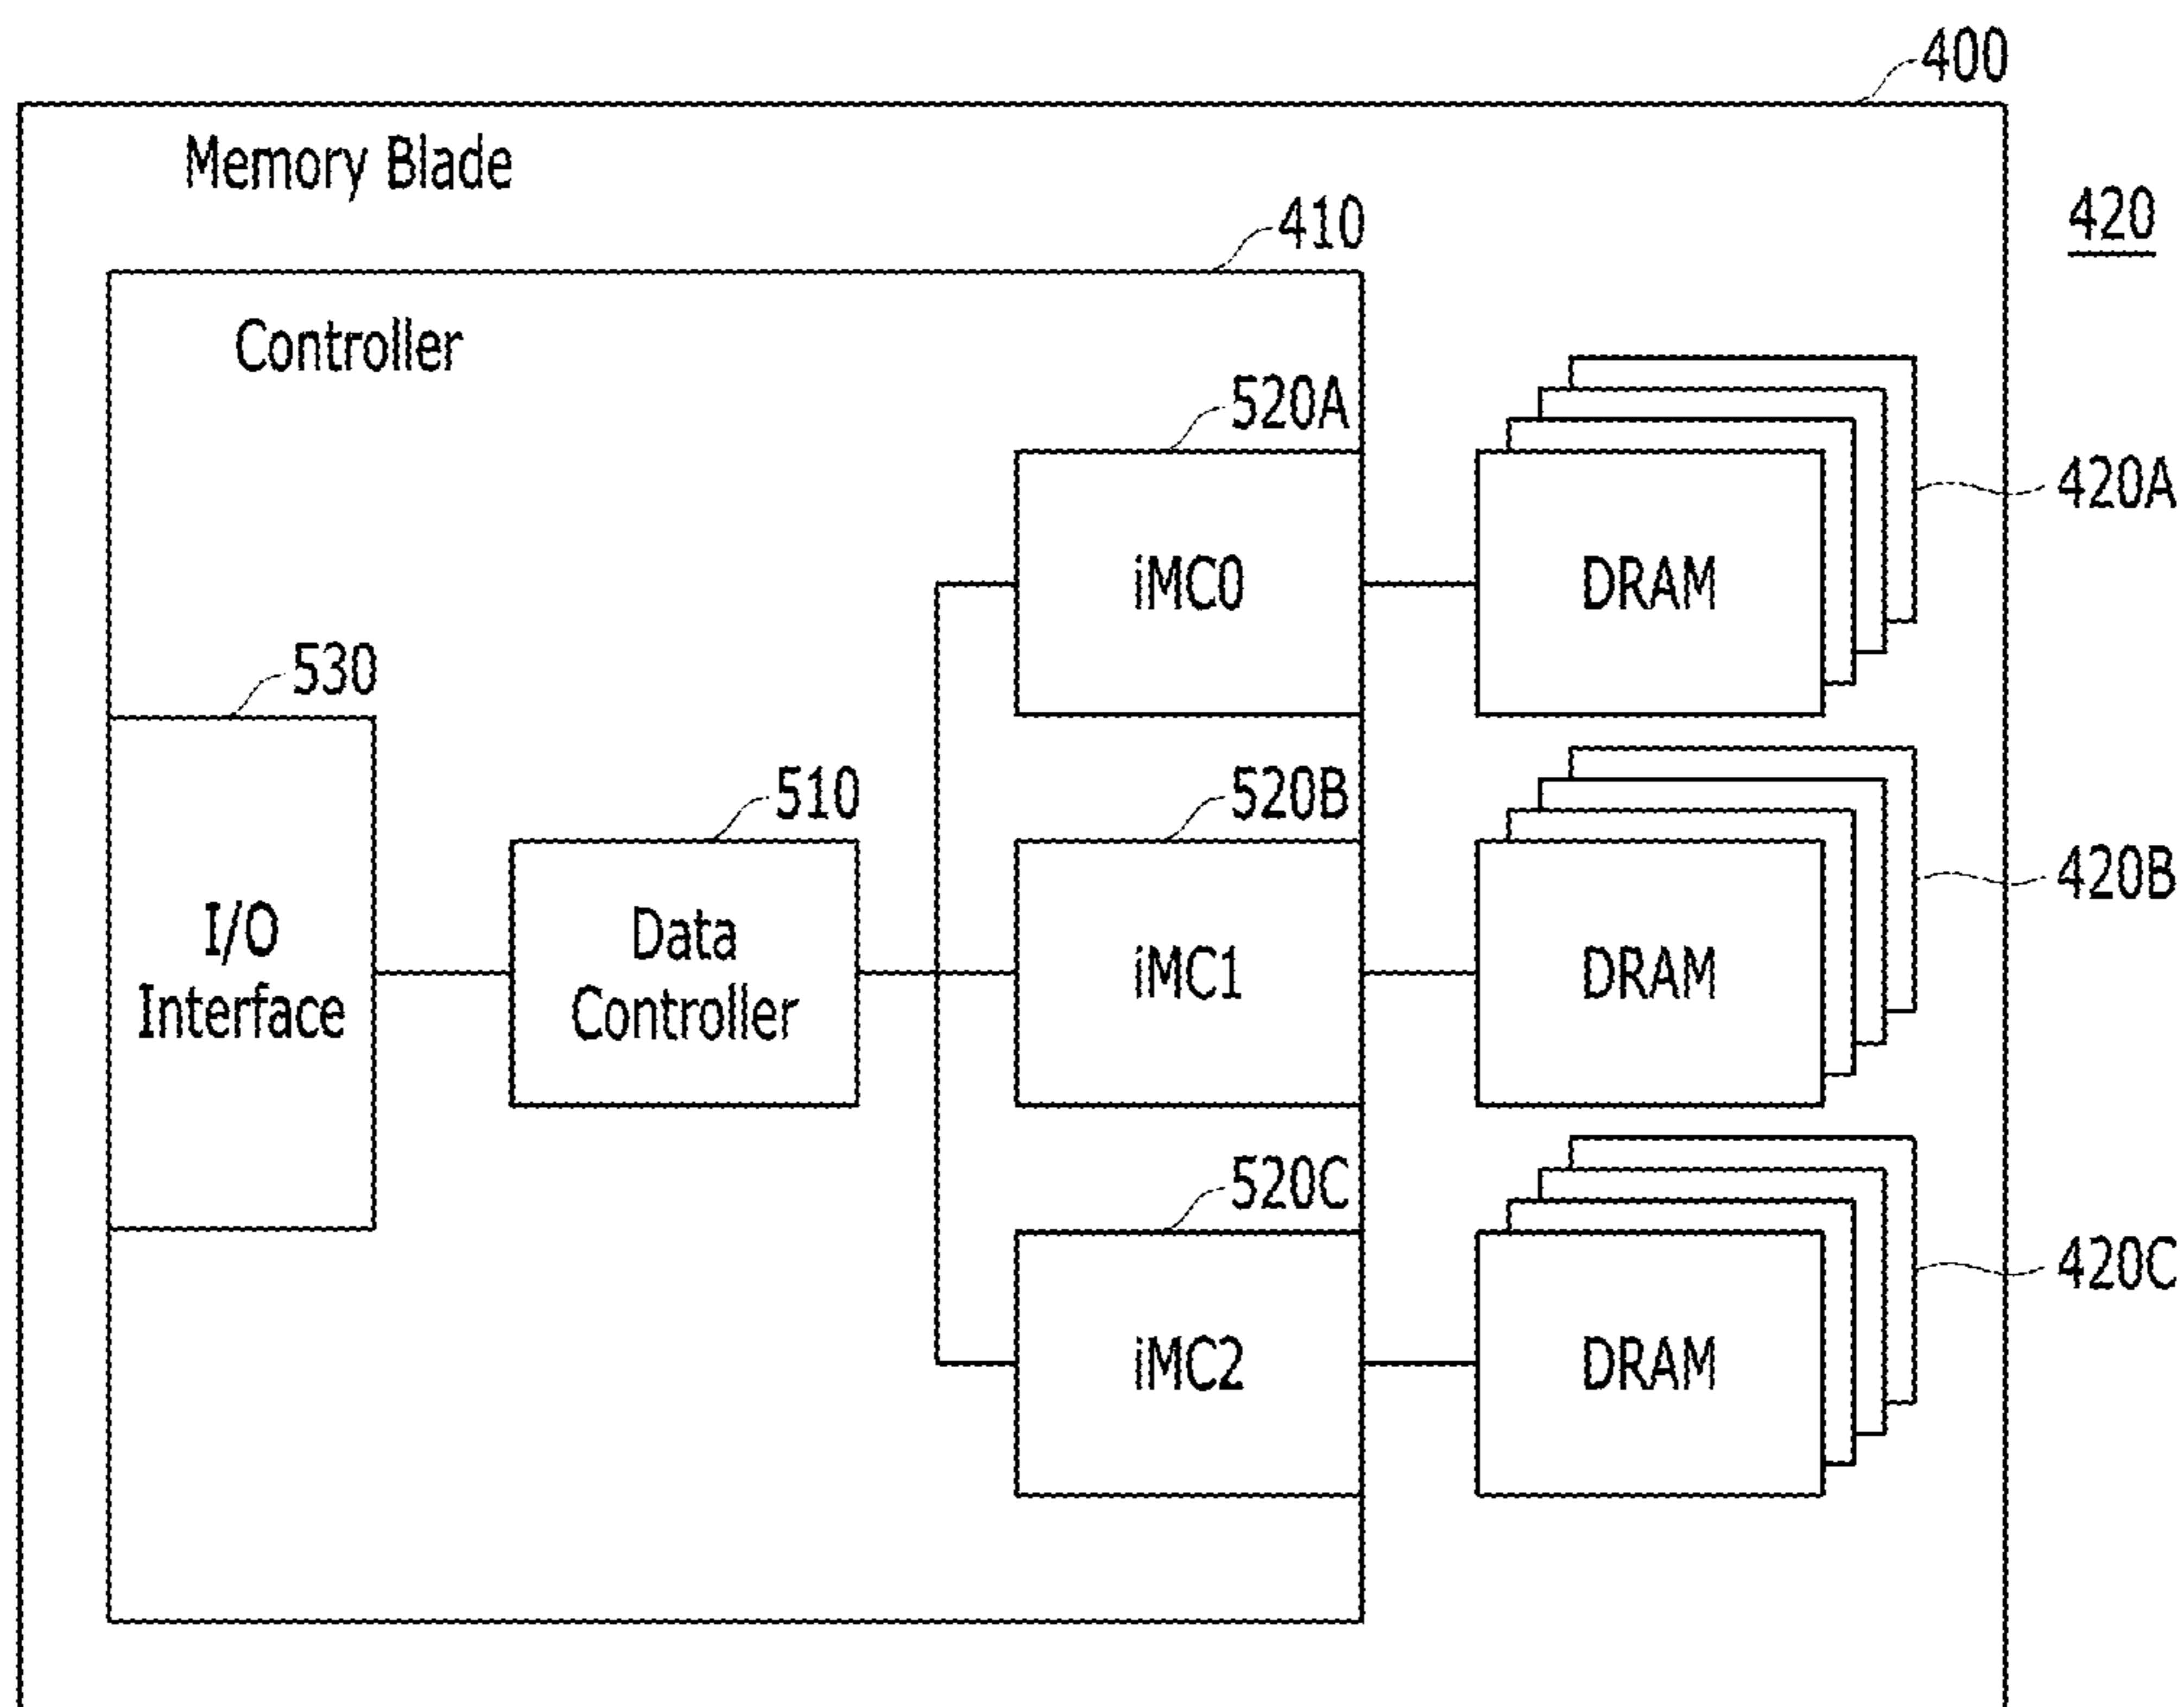 400
Memory Blade
420
410
Controller
520A
420A
iMC0
DRAM
530
510
520B
420B
I/O
Interface
Data
Controller
iMC1
DRAM
520C
420C
iMC2
DRAM